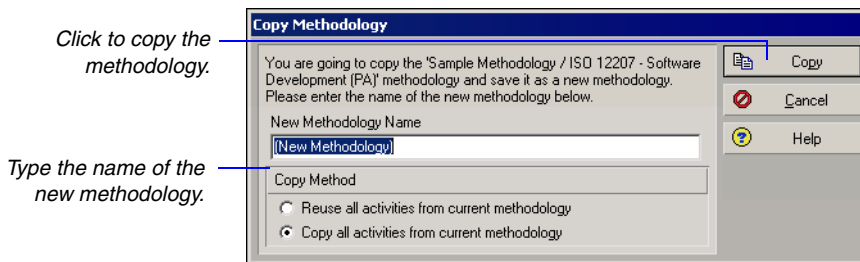 Copy Methodology
Click to copy the
methodology.
You are going to copy the 'Sample Methodology / ISO 12207 - Software
Development (PA)' methodology and save it as a new methodology.
Please enter the name of the new methodology below.
Copy
Cancel
Help
New Methodology Name
(New Methodology)
Type the name of the
new methodology.
Copy Method
Reuse all activities from current methodology
Copy all activities from current methodology